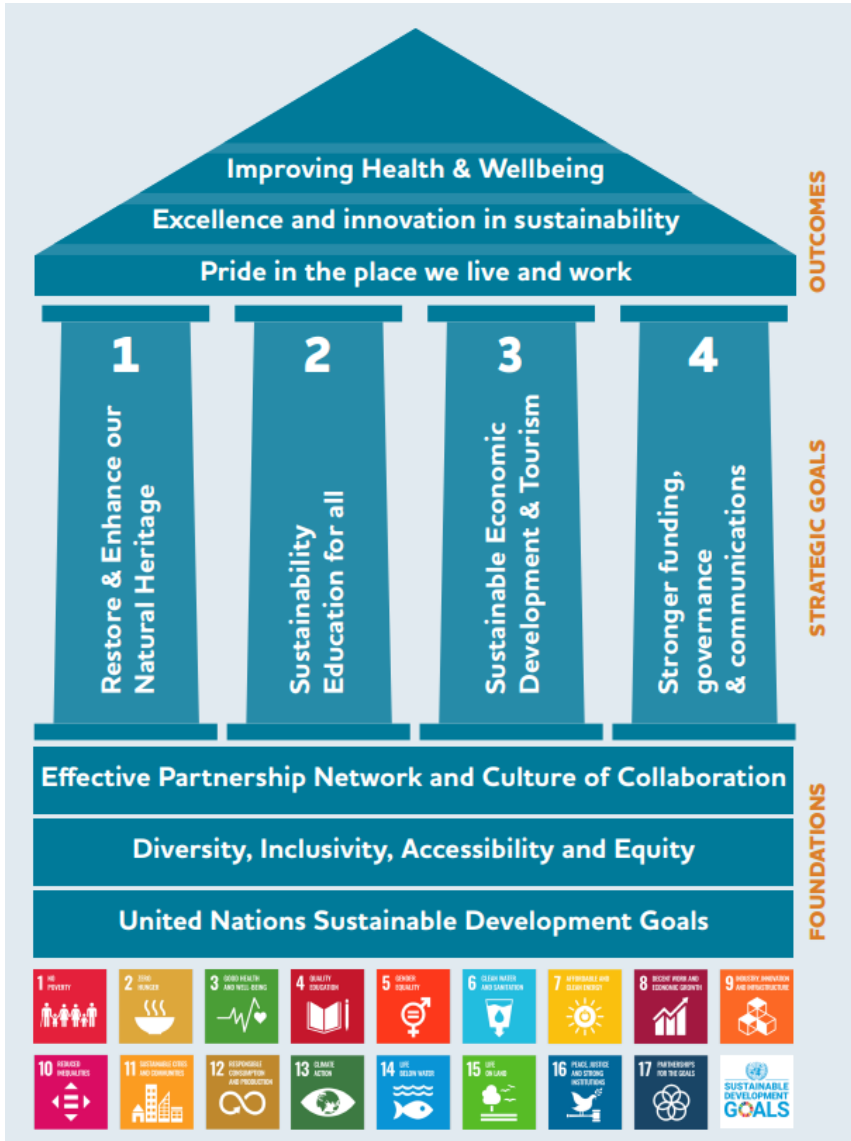 Improving Health & Wellbeing
Excellence and innovation in sustainability
Pride in the place we live and work
OUTCOMES
1
Restore & Enhance our
Natural Heritage
2
Sustainability
Education for all
3
Sustainable Economic
Development & Tourism
4
Stronger funding,
governance
& communications
STRATEGIC GOALS
Effective Partnership Network and Culture of Collaboration
Diversity, Inclusivity, Accessibility and Equity
United Nations Sustainable Development Goals
FOUNDATIONS
1 NO
POVERTY
2 ZERO
HUNGER
3 GOOD HEALTH
AND WELL-BEING
4 QUALITY
EDUCATION
5 GENDER
EQUALITY
6 CLEAN WATER
AND SANITATION
7 AFFORDABLE AND
CLEAN ENERGY
8 DECENT WORK AND
ECONOMIC GROWTH
9 INDUSTRY, INNOVATION
AND INFRASTRUCTURE
10 REDUCED
INEQUALITIES
11 SUSTAINABLE CITIES
AND COMMUNITIES
12 RESPONSIBLE
CONSUMPTION
AND PRODUCTION
13 CLIMATE
ACTION
14 LIFE
BELOW WATER
15 LIFE
ON LAND
16 PEACE, JUSTICE
AND STRONG
INSTITUTIONS
17 PARTNERSHIPS
FOR THE GOALS
SUSTAINABLE
DEVELOPMENT
GOALS